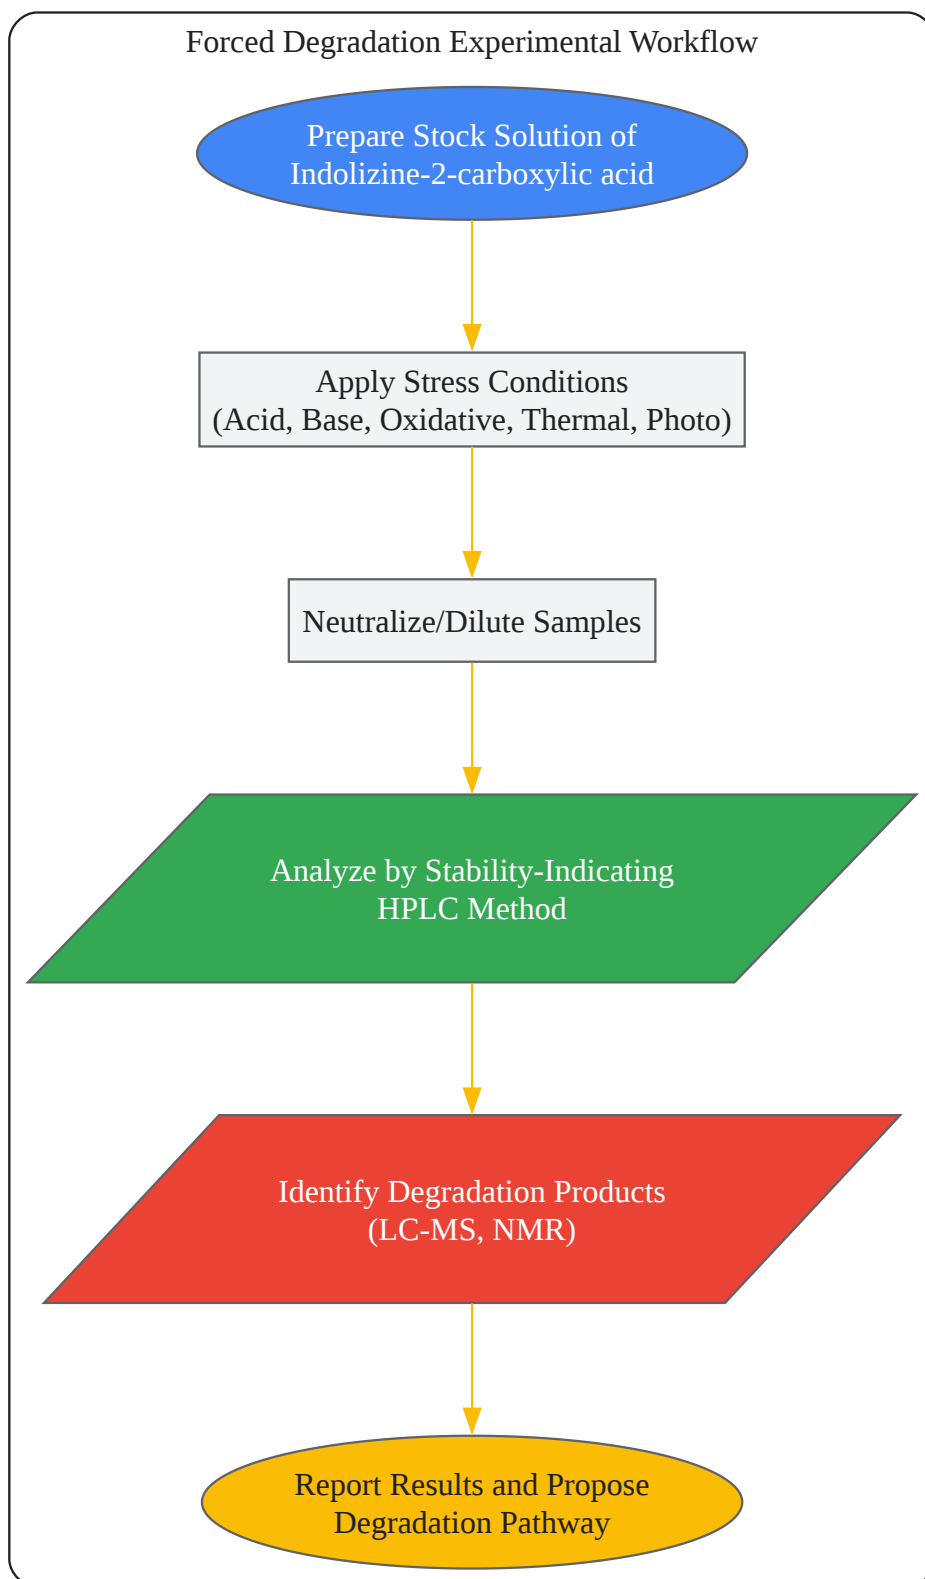 Forced Degradation Experimental Workflow
Prepare Stock Solution of
Indolizine-2-carboxylic acid
Apply Stress Conditions
(Acid, Base, Oxidative, Thermal, Photo)
Neutralize/Dilute Samples
Analyze by Stability-Indicating
HPLC Method
Identify Degradation Products
(LC-MS, NMR)
Report Results and Propose
Degradation Pathway